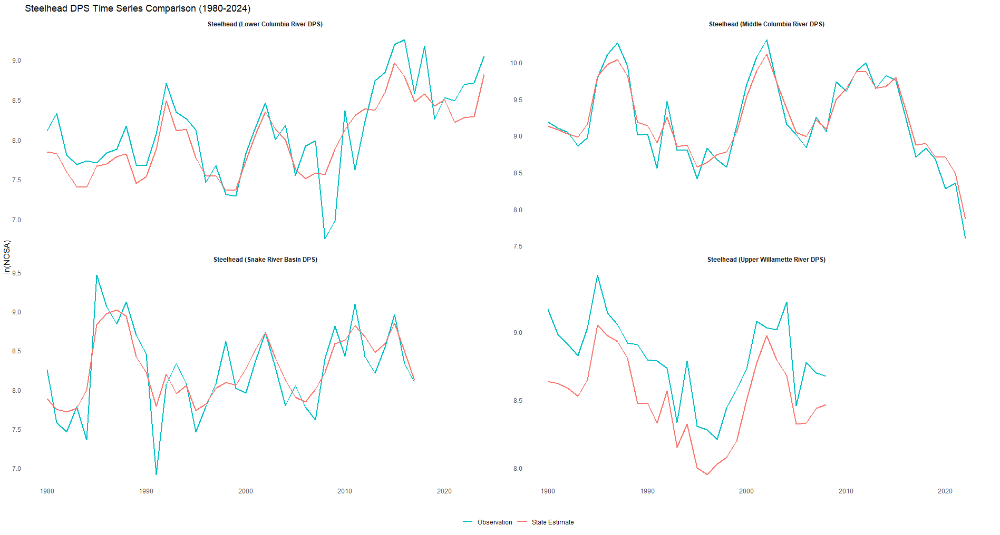 Steelhead DPS Time Series Comparison (1980-2024)
Steelhead (Lower Columbia River DPS)
Steelhead (Middle Columbia River DPS)
9.0
8.5
8.0
7.5
7.0
10.0
9.5
9.0
8.5
8.0
7.5
ln(NOSA)
Steelhead (Snake River Basin DPS)
Steelhead (Upper Willamette River DPS)
9.5
9.0
8.5
8.0
7.5
7.0
9.0
8.5
8.0
1980 1990 2000 2010 2020
1980 1990 2000 2010 2020
Observation State Estimate